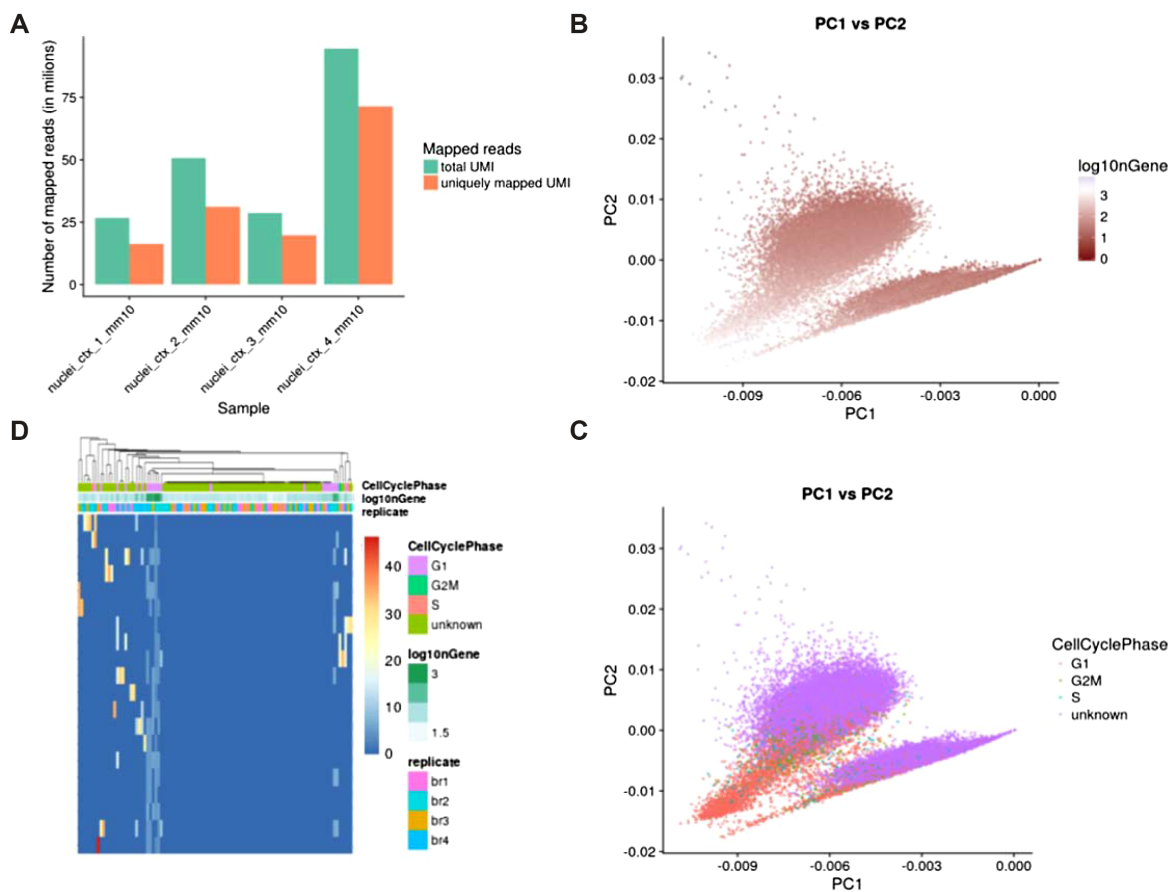 A
Number of mapped reads (in milions)
75
50
25
0
nuclei_ctx_1_mm10
nuclei_ctx_2_mm10
nuclei_ctx_3_mm10
nuclei_ctx_4_mm10
Sample
Mapped reads
total UMI
uniquely mapped UMI
B
PC1 vs PC2
PC2
0.03
0.02
0.01
0.00
-0.01
-0.02
-0.009
-0.006
-0.003
0.000
PC1
log10nGene
3
2
1
0
D
CellCyclePhase
log10nGene
replicate
40
30
20
10
0
CellCyclePhase
G1
G2M
S
unknown
log10nGene
3
1.5
replicate
br1
br2
br3
br4
C
PC1 vs PC2
PC2
0.03
0.02
0.01
0.00
-0.01
-0.02
-0.009
-0.006
-0.003
0.000
PC1
CellCyclePhase
G1
G2M
S
unknown